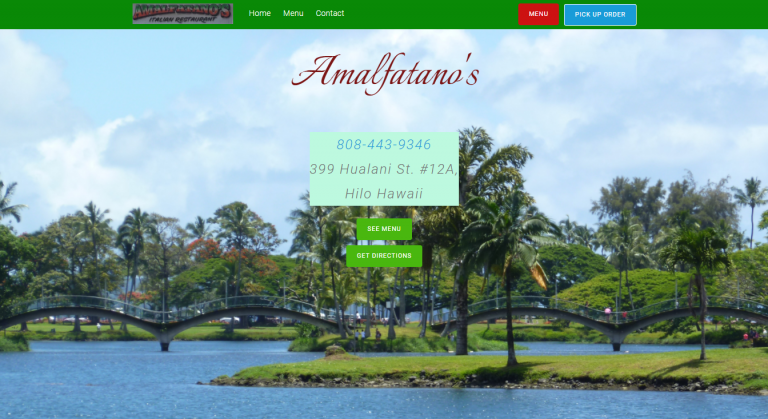 AMALFATANO'S
ITALIAN RESTAURANT
Home Menu Contact
MENU
PICK UP ORDER
Amalfatano's
808-443-9346
399 Hualani St. #12A,
Hilo Hawaii
SEE MENU
GET DIRECTIONS